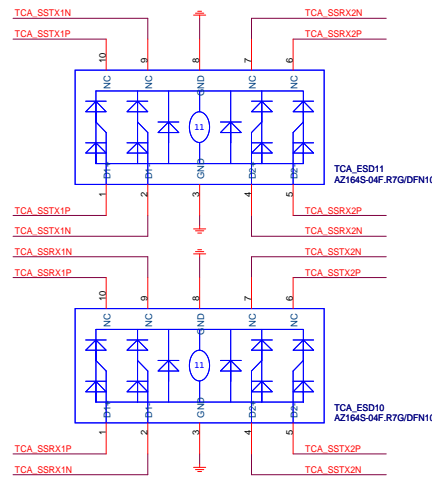 TCA_SSTX1N
TCA_SSRX2N
TCA_SSTX1P
TCA_SSRX2P
10
9
8
7
6
NC
NC
GND
NC
NC
11
D1+
D1-
GND
D2+
D2-
TCA_ESD11
AZ164S-04F.R7G/DFN10
1
2
3
4
5
TCA_SSTX1P
TCA_SSRX2P
TCA_SSTX1N
TCA_SSRX2N
TCA_SSRX1N
TCA_SSTX2N
TCA_SSRX1P
TCA_SSTX2P
10
9
8
7
6
NC
NC
GND
NC
NC
11
D1+
D1-
GND
D2+
D2-
TCA_ESD10
AZ164S-04F.R7G/DFN10
1
2
3
4
5
TCA_SSRX1P
TCA_SSTX2P
TCA_SSRX1N
TCA_SSTX2N